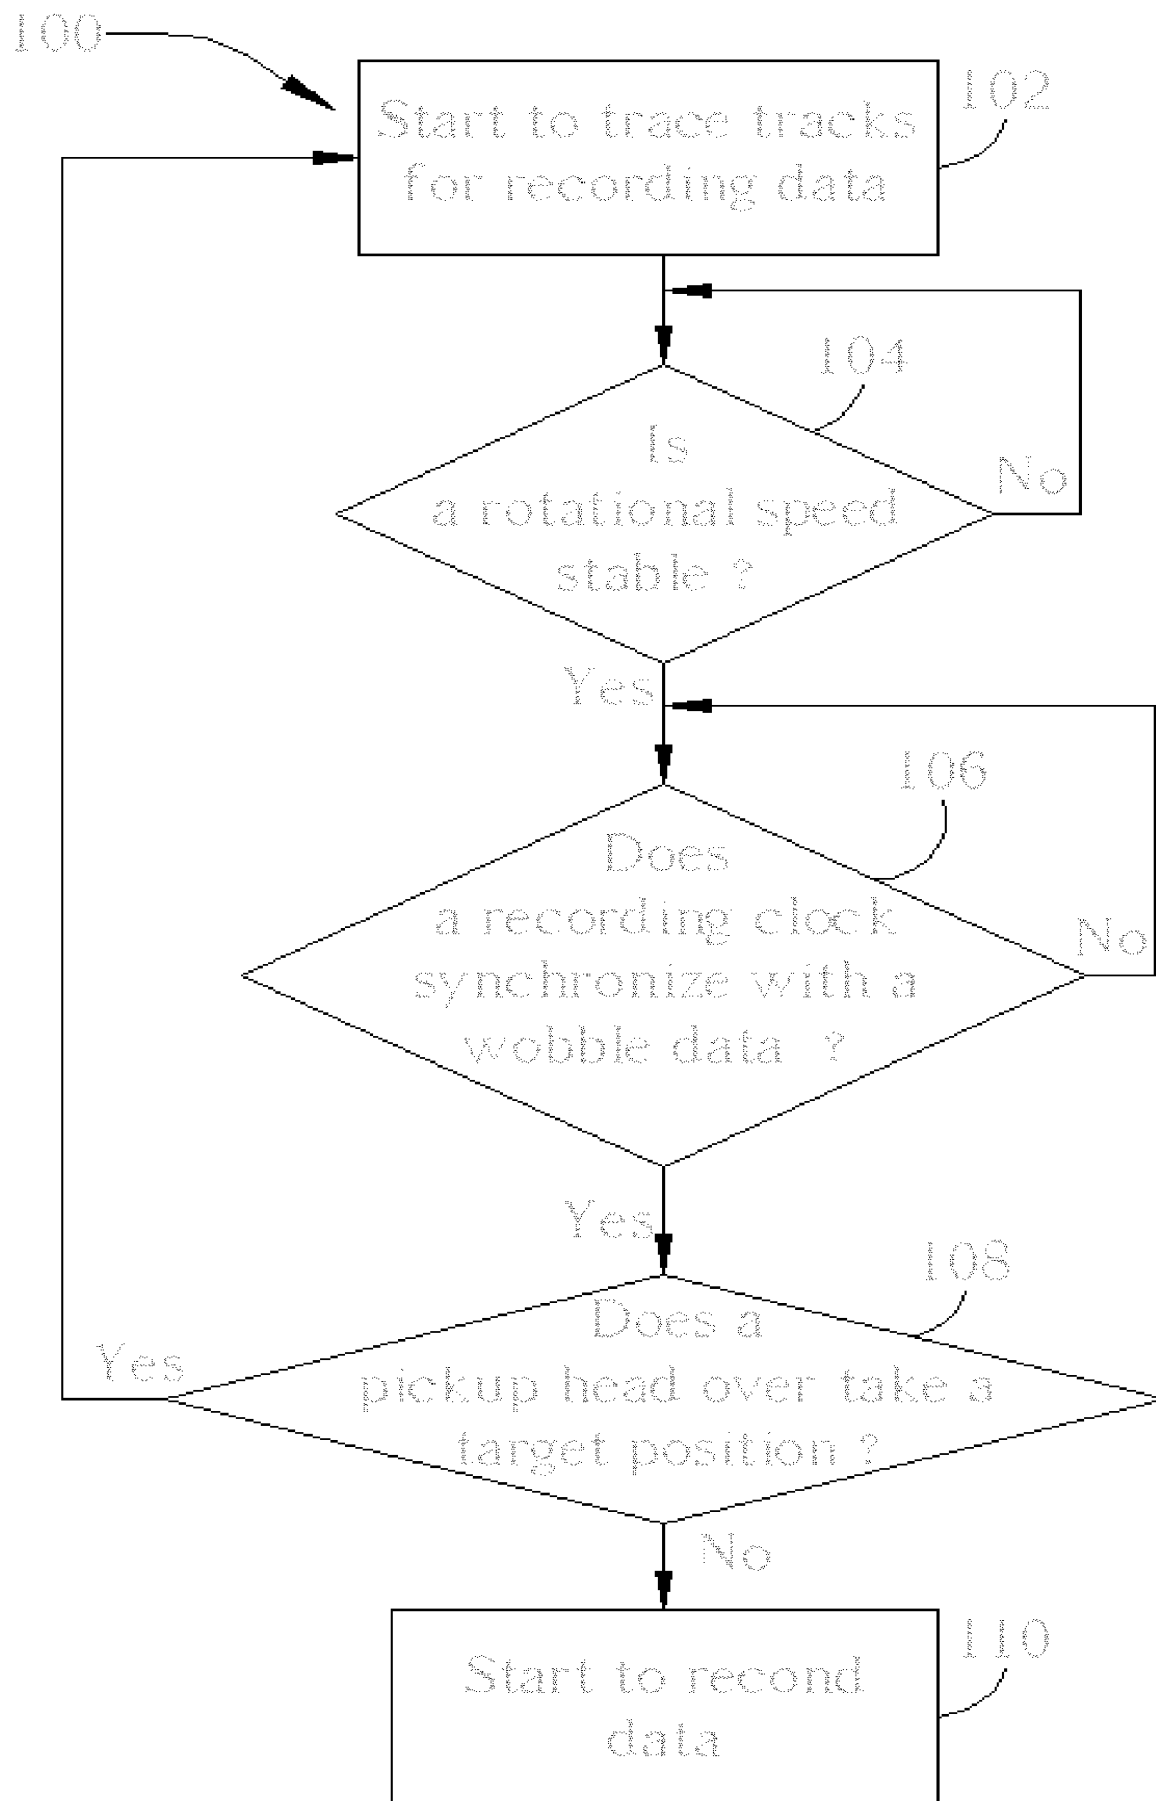 100
102
Start to trace tracks
for recording data
104
Is
a rotational speed
stable ?
No
Yes
106
Does
a recording clock
synchronize with a
wobble data ?
No
Yes
108
Does a
pickup head over take a
target position ?
Yes
No
110
Start to recond
data